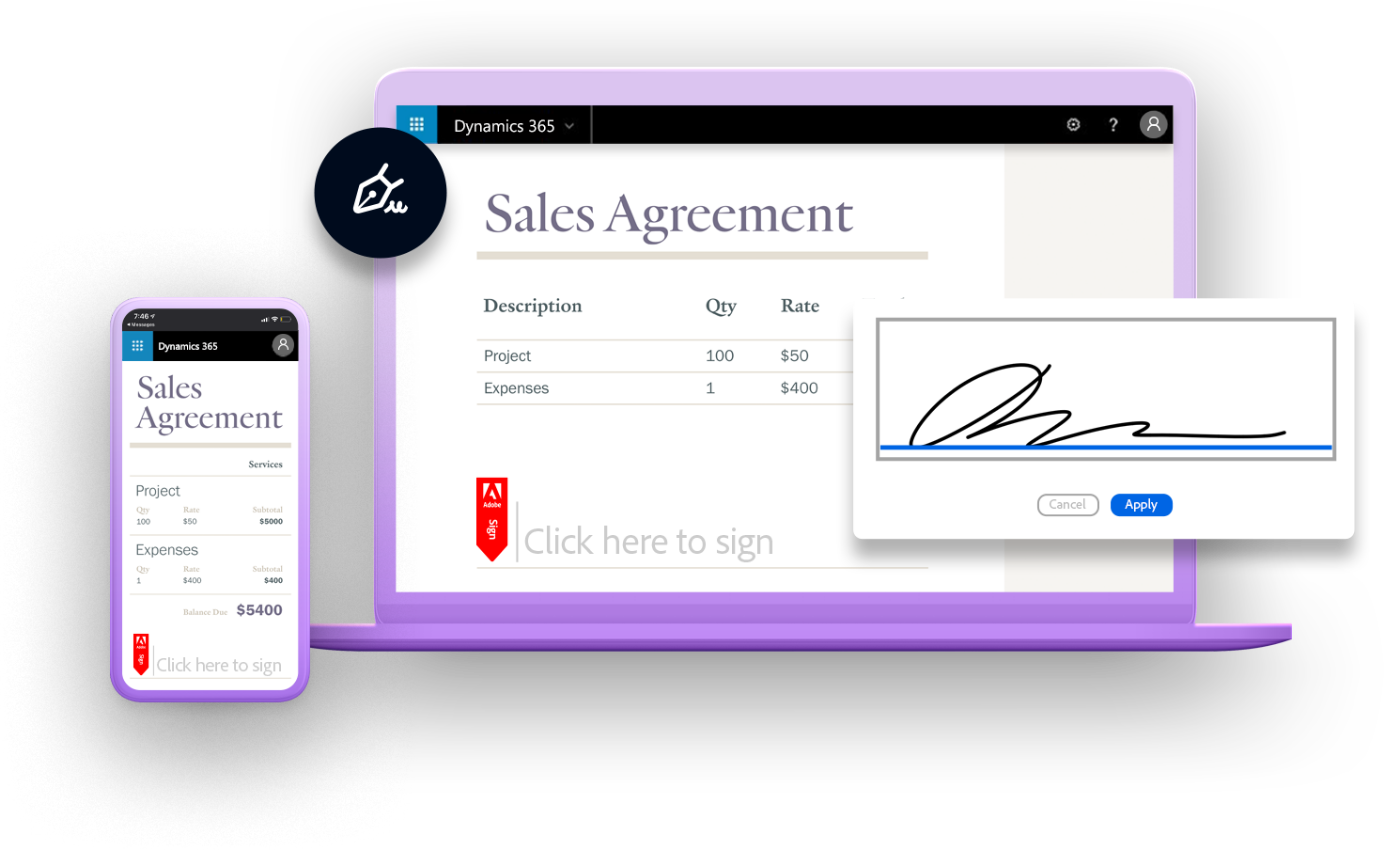 Dynamics 365
?
Sales Agreement
Description Qty Rate
Project 100 $50
Expenses 1 $400
Adobe
Sign
Click here to sign
Cancel Apply
7:46
Messages
Dynamics 365
Sales
Agreement
Services
Project
Qty Rate Subtotal
100 $50 $5000
Expenses
Qty Rate Subtotal
1 $400 $400
Balance Due $5400
Adobe
Sign
Click here to sign